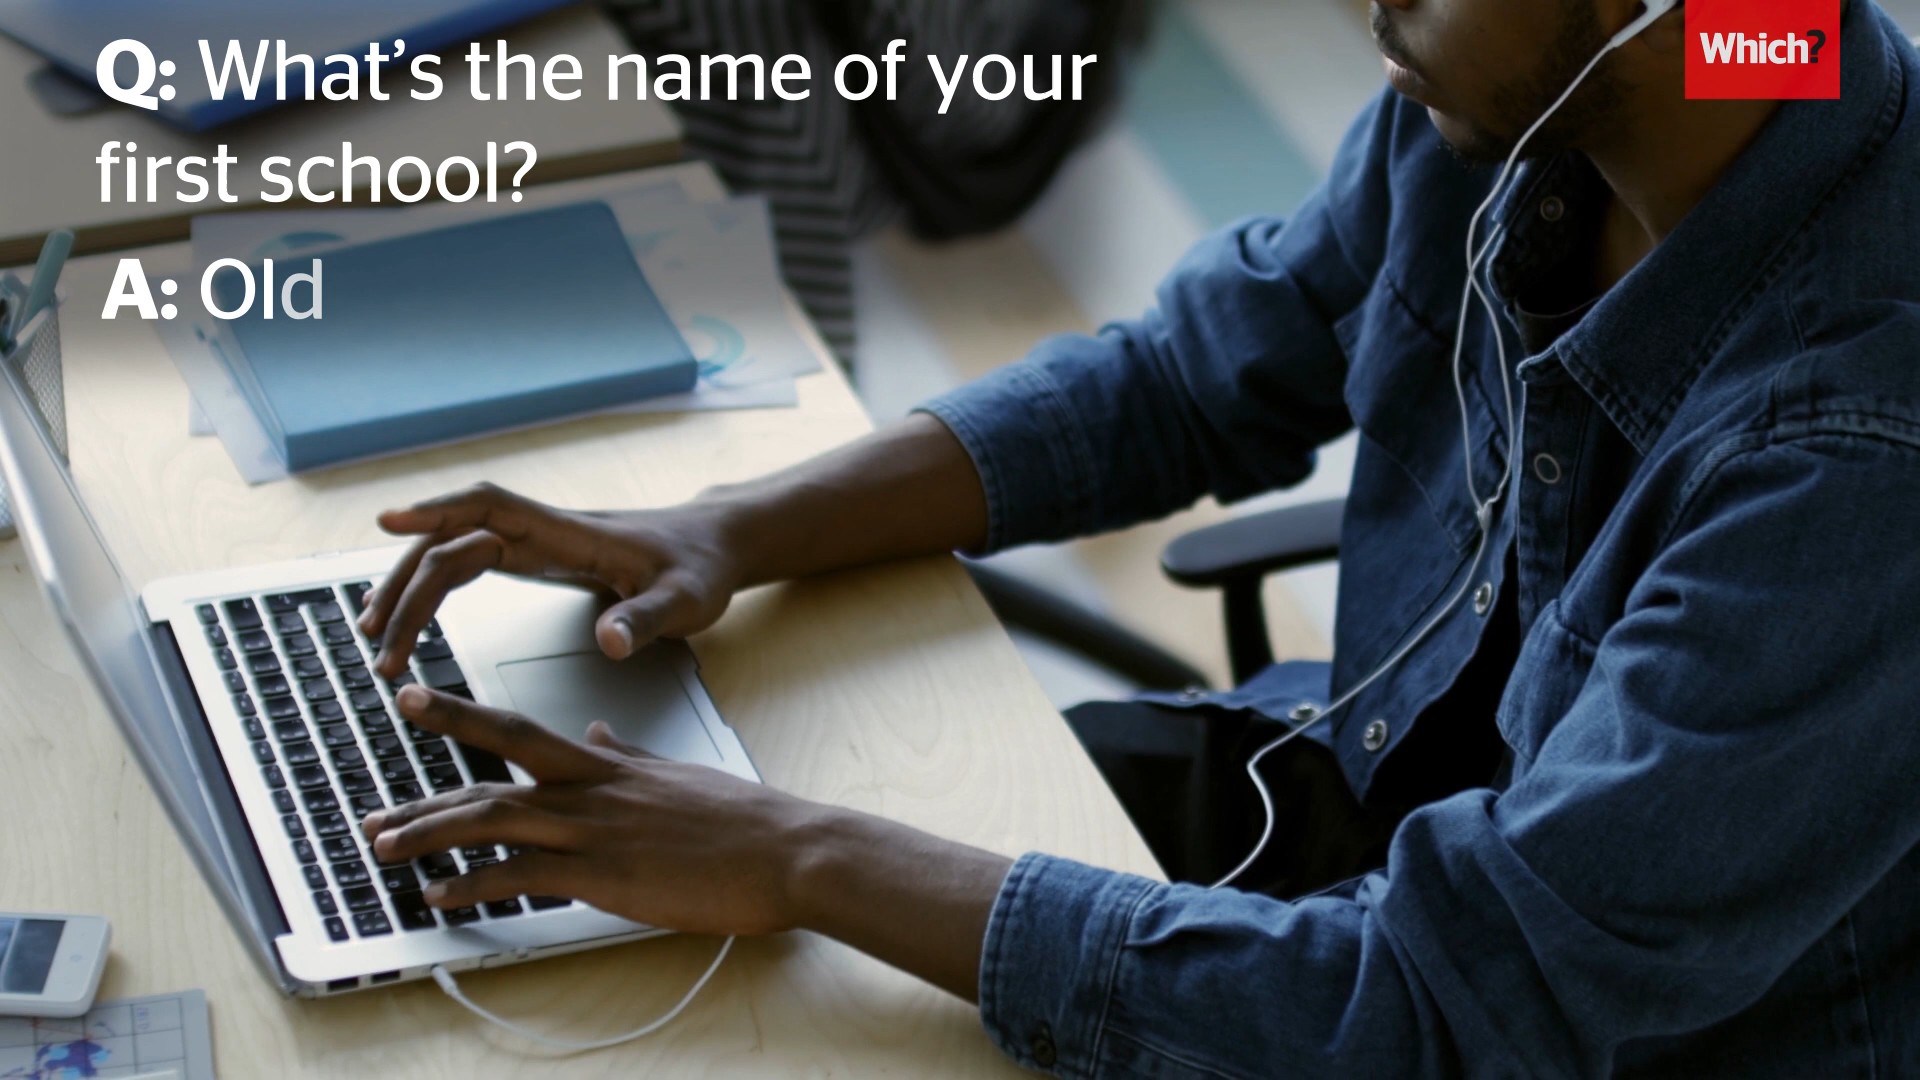 Q: What’s the name of your
first school?
A: Old
Which?